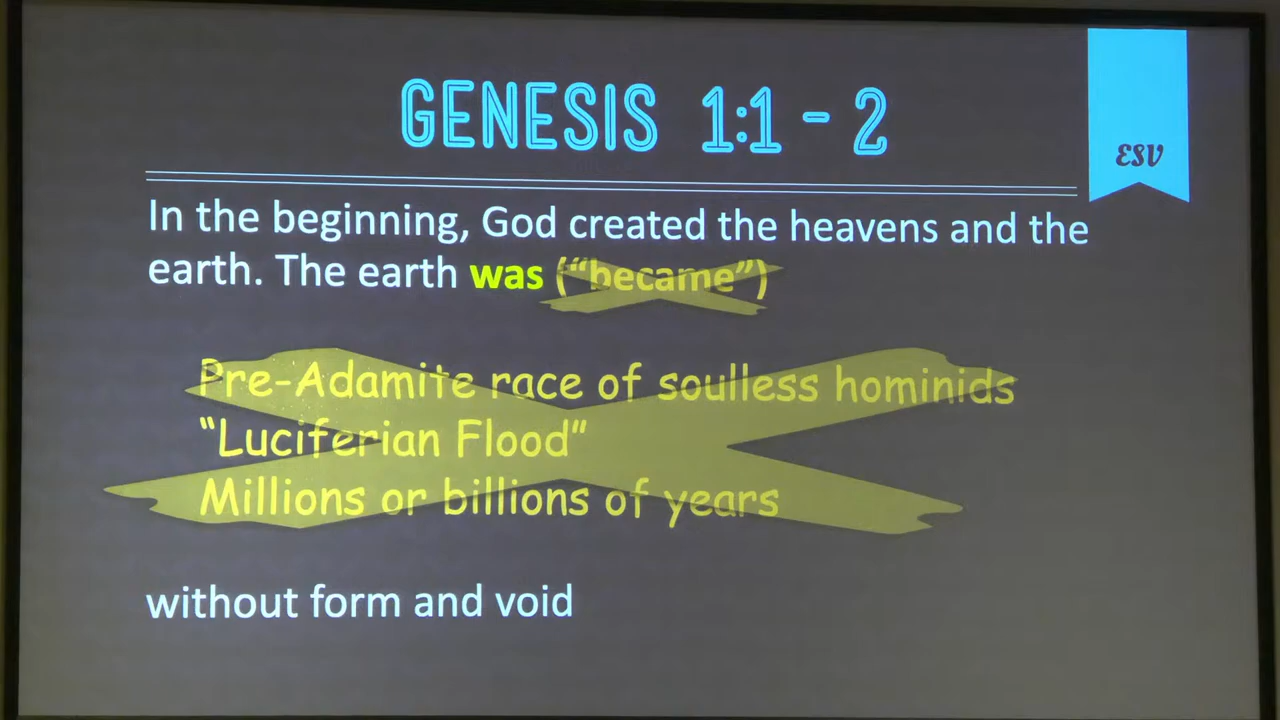 GENESIS 1:1 - 2
ESV
In the beginning, God created the heavens and the
earth. The earth was (“became”)
Pre-Adamite race of soulless hominids
“Luciferian Flood”
Millions or billions of years
without form and void